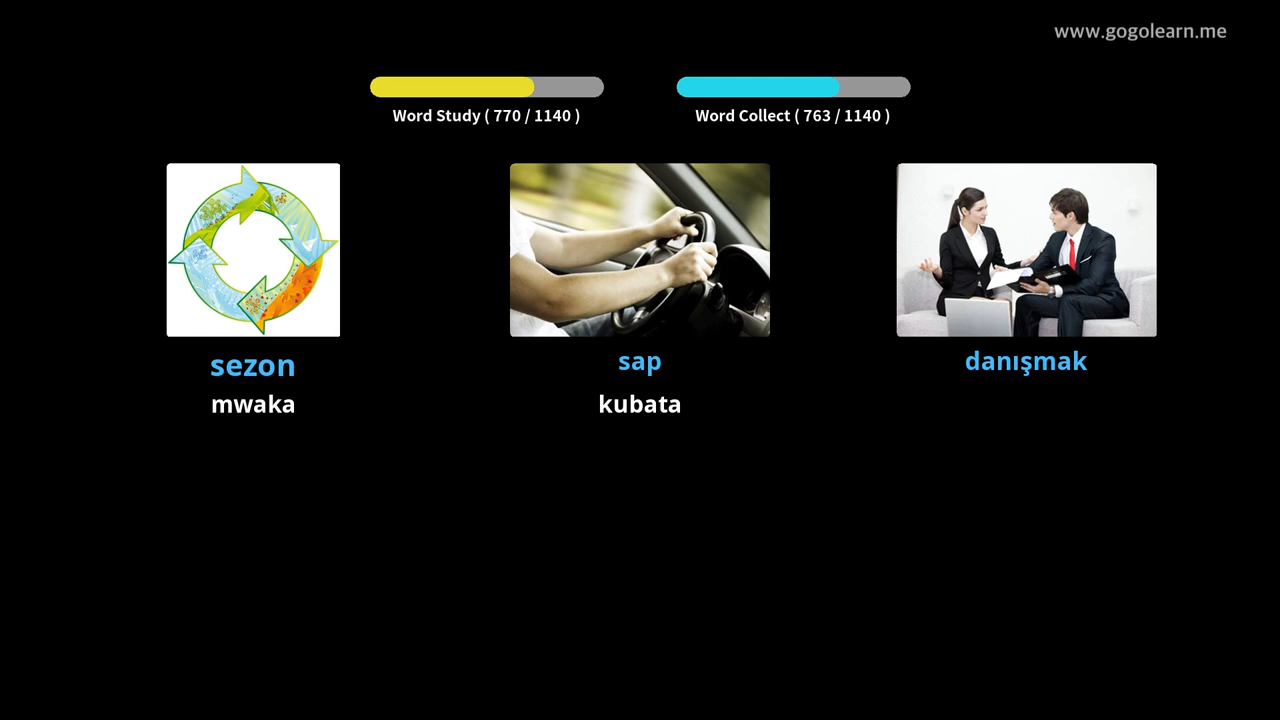 www.gogolearn.me
Word Study ( 770 / 1140 )
Word Collect ( 763 / 1140 )
sezon
sap
danışmak
mwaka
kubata